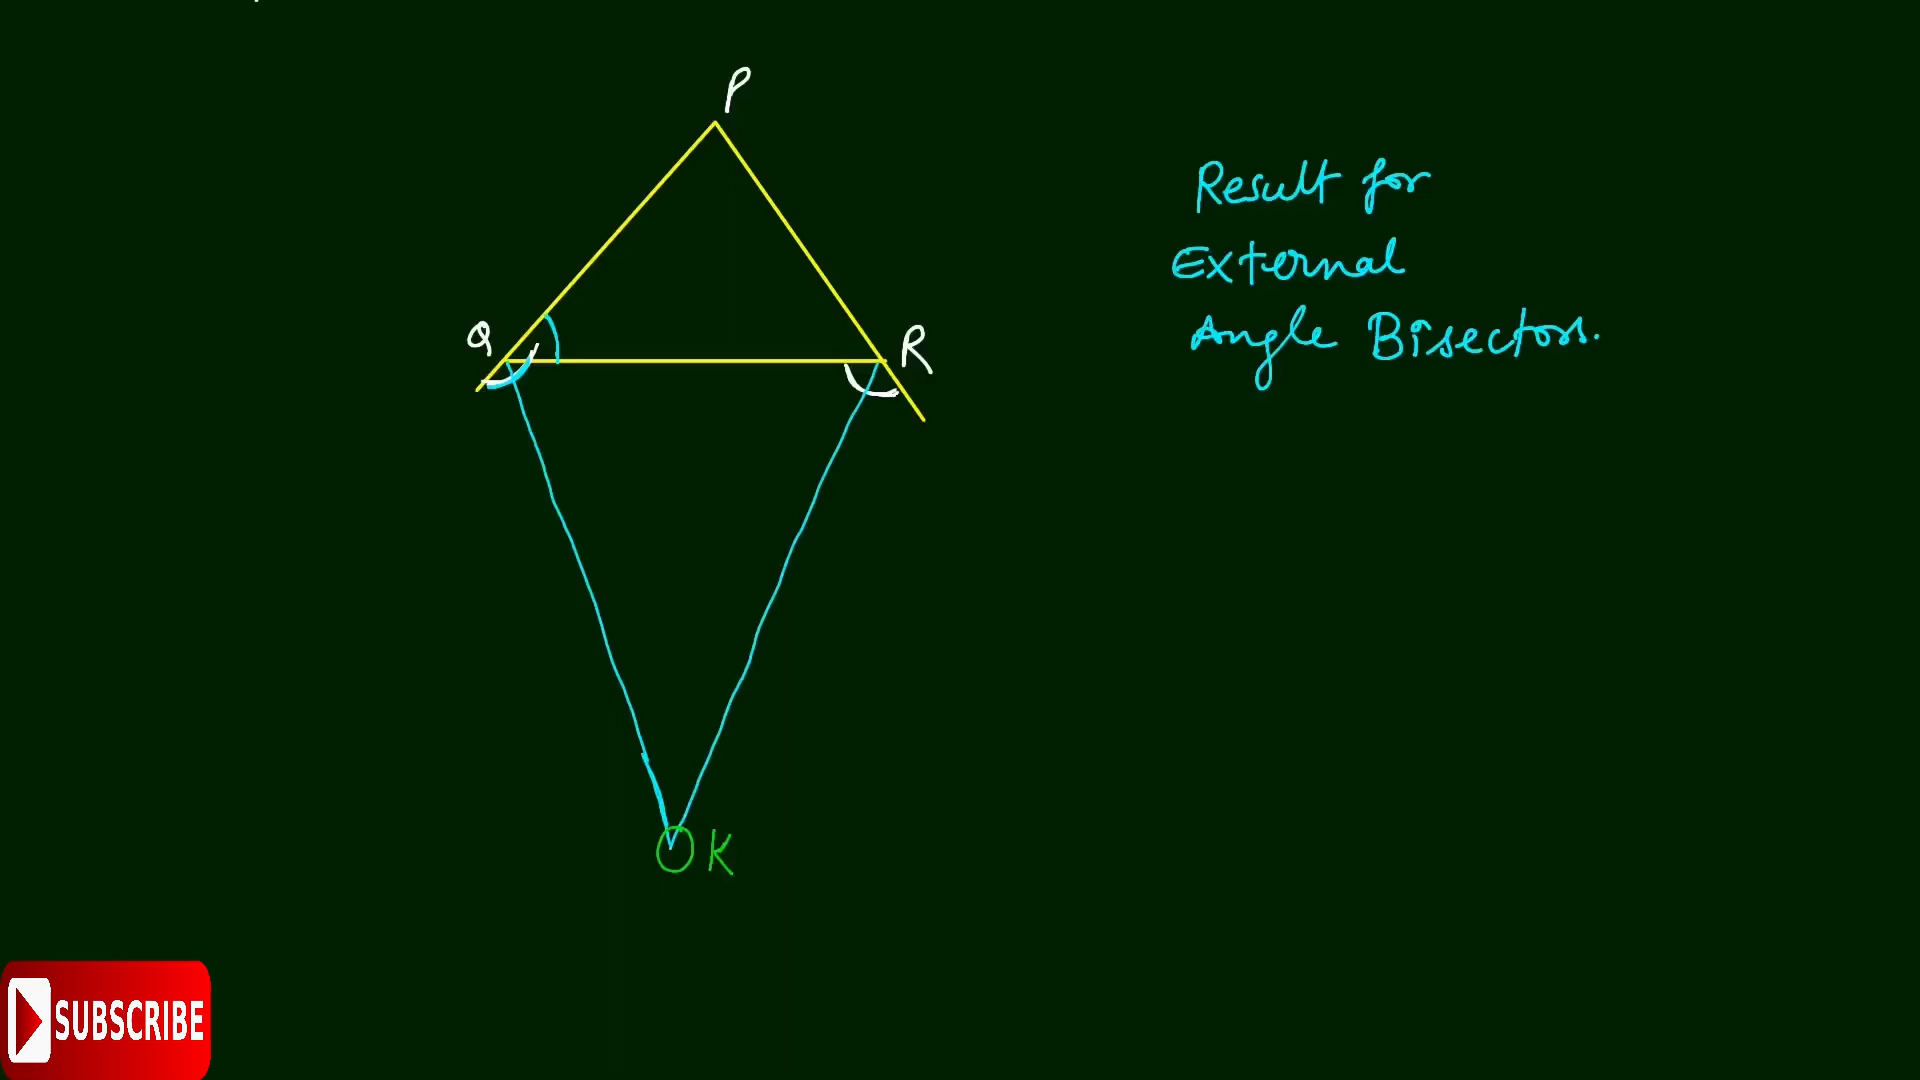 P
Result for
External
Angle Bisectors.
Q
R
K
SUBSCRIBE